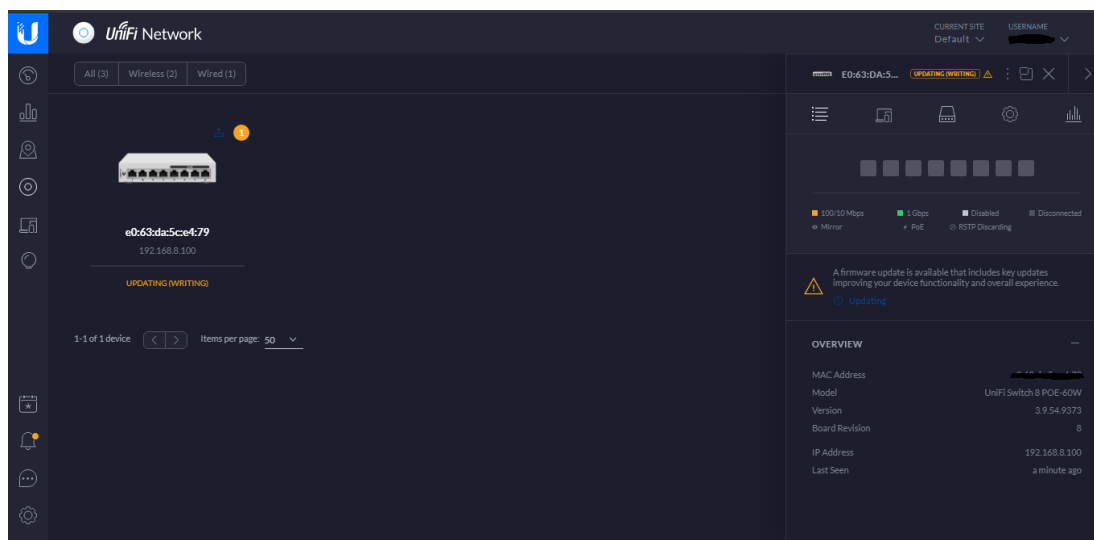 UniFi Network
CURRENT SITE
Default
USERNAME
All (3)
Wireless (2)
Wired (1)
E0:63:DA:5...
UPDATING (WRITING)
1
e0:63:da:5c:e4:79
192.168.8.100
UPDATING (WRITING)
1-1 of 1 device
Items per page: 50
100/10 Mbps
1 Gbps
Disabled
Disconnected
Mirror
PoE
RSTP Discarding
A firmware update is available that includes key updates
improving your device functionality and overall experience.
Updating
OVERVIEW
MAC Address
Model UniFi Switch 8 POE-60W
Version 3.9.54.9373
Board Revision 8
IP Address 192.168.8.100
Last Seen a minute ago